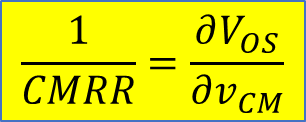 1/CMRR = ∂V_OS/∂v_CM